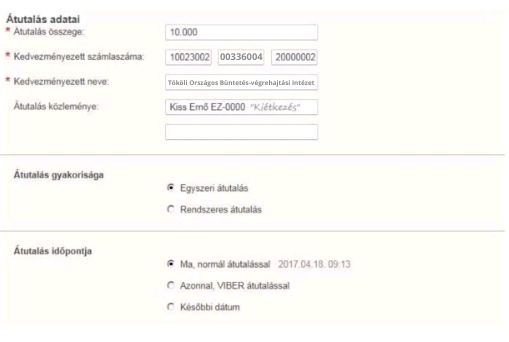 Átutalás adatai
* Átutalás összege: 10.000
* Kedvezményezett számlaszáma: 10023002 00336004 20000002
* Kedvezményezett neve: Tököli Országos Büntetés-végrehajtási Intézet
Átutalás közleménye: Kiss Ernő EZ-0000 "Kiétkezés"
Átutalás gyakorisága
Egyszeri átutalás
Rendszeres átutalás
Átutalás időpontja
Ma, normál átutalással 2017.04.18. 09:13
Azonnal, VIBER átutalással
Későbbi dátum